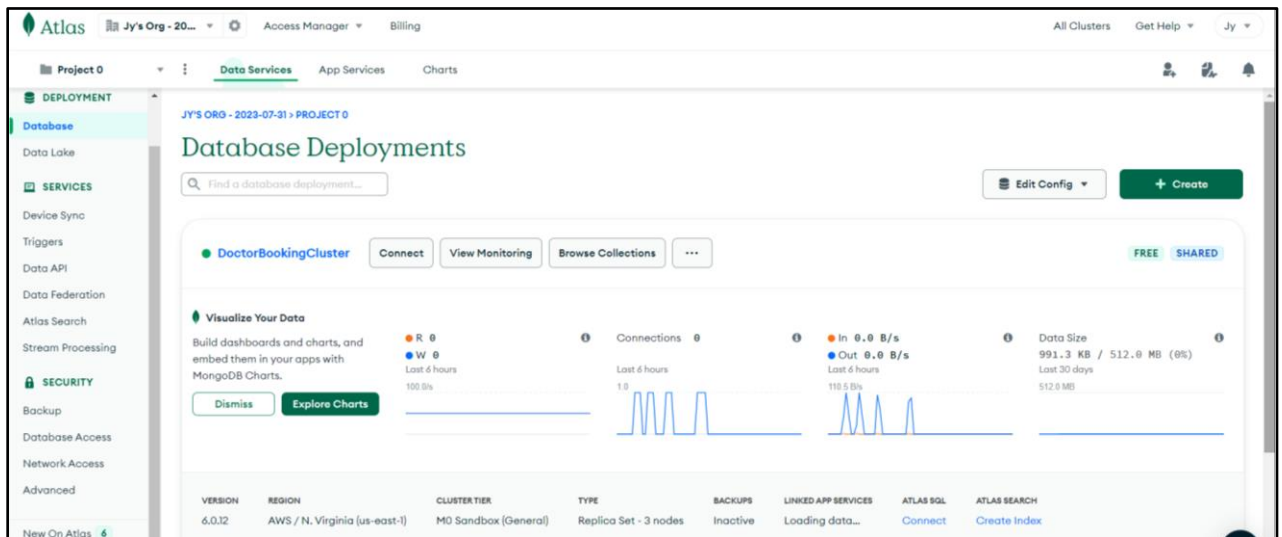 Atlas Jy's Org - 20... Access Manager Billing All Clusters Get Help Jy
Project 0 Data Services App Services Charts
DEPLOYMENT
Database
Data Lake
SERVICES
Device Sync
Triggers
Data API
Data Federation
Atlas Search
Stream Processing
SECURITY
Backup
Database Access
Network Access
Advanced
New On Atlas 6
JY'S ORG - 2023-07-31 > PROJECT 0
Database Deployments
Find a database deployment...
Edit Config
+ Create
DoctorBookingCluster Connect View Monitoring Browse Collections ... FREE SHARED
Visualize Your Data
Build dashboards and charts, and
embed them in your apps with
MongoDB Charts.
Dismiss Explore Charts
R 0
W 0
Last 6 hours
100.0/s
Connections 0
Last 6 hours
1.0
In 0.0 B/s
Out 0.0 B/s
Last 6 hours
110.5 B/s
Data Size
991.3 KB / 512.0 MB (0%)
Last 30 days
512.0 MB
VERSION REGION CLUSTER TIER TYPE BACKUPS LINKED APP SERVICES ATLAS SQL ATLAS SEARCH
6.0.12 AWS / N. Virginia (us-east-1) M0 Sandbox (General) Replica Set - 3 nodes Inactive Loading data... Connect Create Index